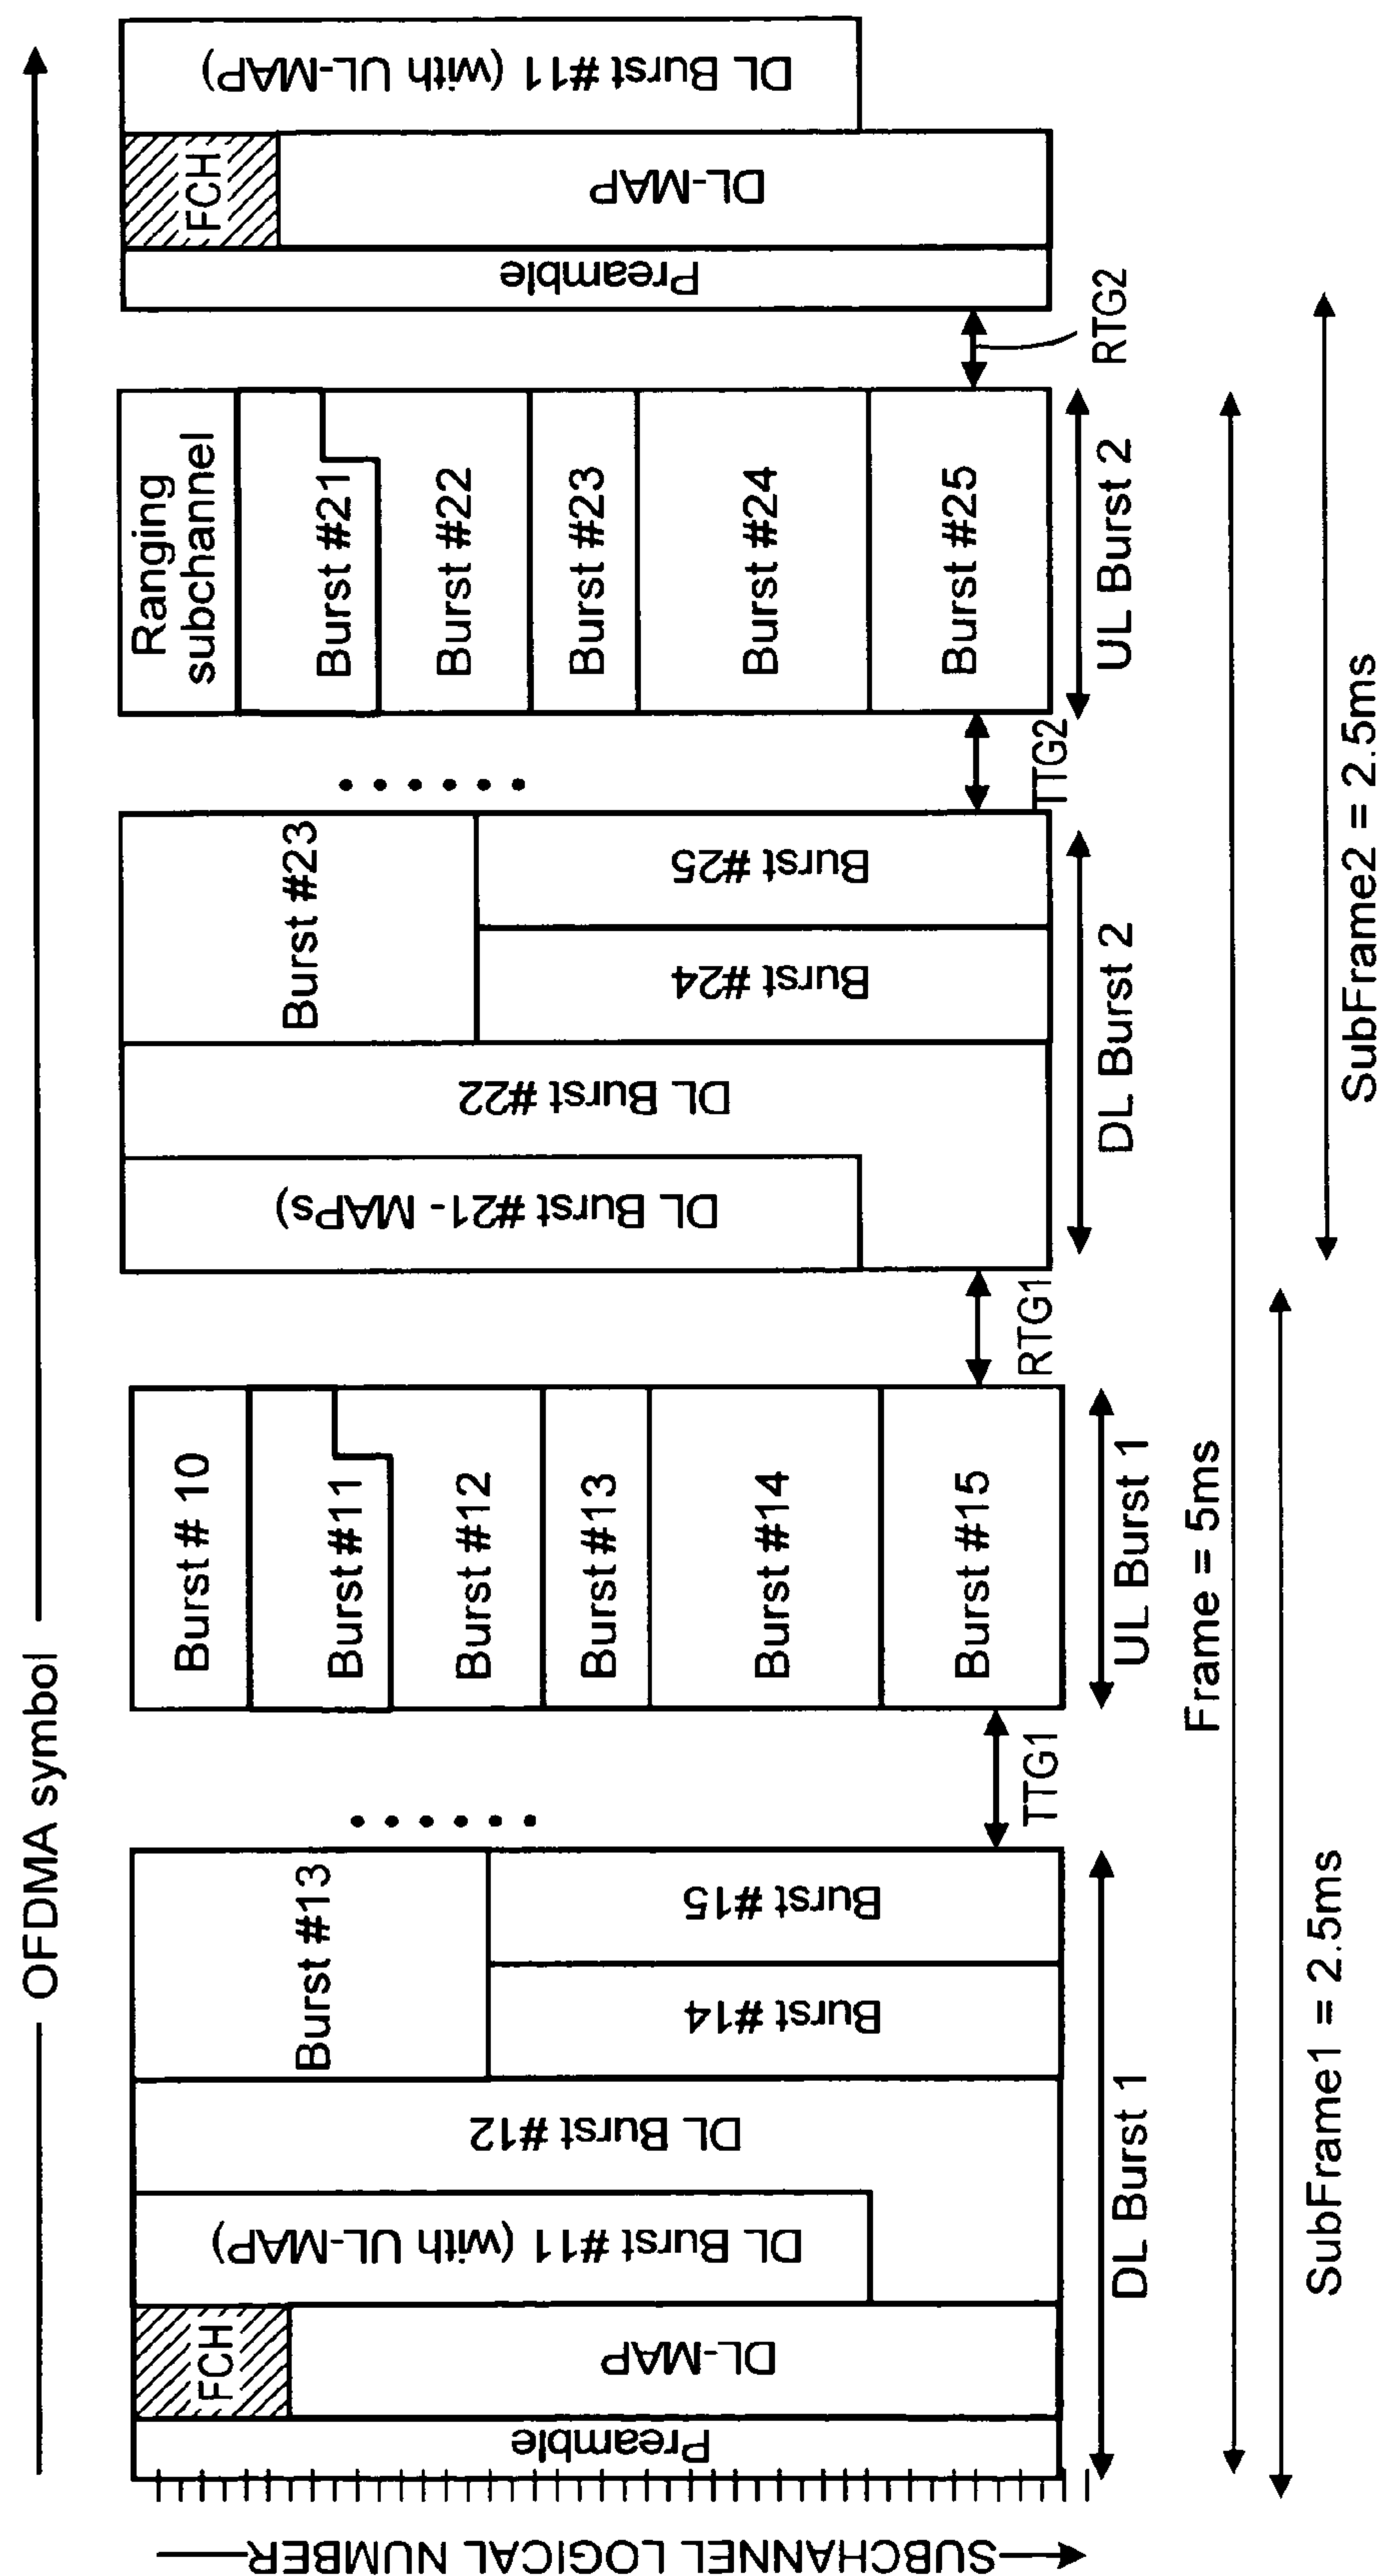 OFDMA symbol
SUBCHANNEL LOGICAL NUMBER
Preamble
FCH
DL-MAP
DL Burst #11 (with UL-MAP)
DL Burst #12
Burst #13
Burst #14
Burst #15
Burst # 10
Burst #11
Burst #12
Burst #13
Burst #14
Burst #15
DL Burst #21 - MAPs)
DL Burst #22
Burst #23
Burst #24
Burst #25
Ranging
subchannel
Burst #21
Burst #22
Burst #23
Burst #24
Burst #25
Preamble
FCH
DL-MAP
DL Burst #11 (with UL-MAP)
TTG1
RTG1
TTG2
RTG2
DL Burst 1
UL Burst 1
DL Burst 2
UL Burst 2
Frame = 5ms
SubFrame1 = 2.5ms
SubFrame2 = 2.5ms